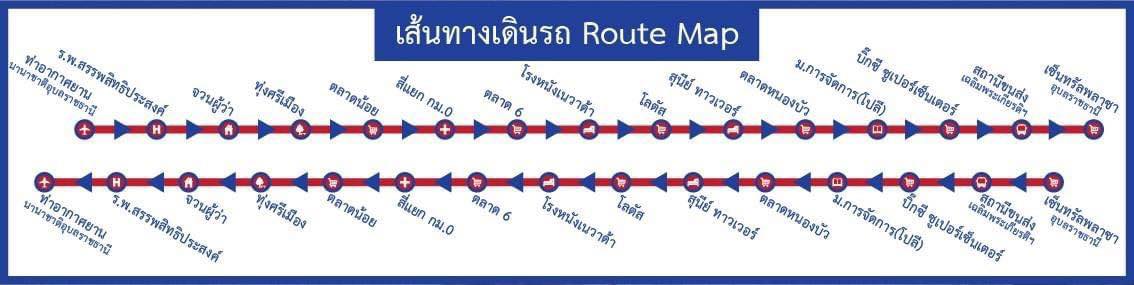 เส้นทางเดินรถ Route Map
ท่าอากาศยาน
นานาชาติอุบลราชธานี
ร.พ.สรรพสิทธิประสงค์
จวนผู้ว่า
ทุ่งศรีเมือง
ตลาดน้อย
สี่แยก กม.0
ตลาด 6
โรงหนังเนวาด้า
โลตัส
สุนีย์ ทาวเวอร์
ตลาดหนองบัว
ม.การจัดการ(โปลี)
บิ๊กซี ซูเปอร์เซ็นเตอร์
สถานีขนส่ง
เฉลิมพระเกียรติฯ
เซ็นทรัลพลาซา
อุบลราชธานี
ท่าอากาศยาน
นานาชาติอุบลราชธานี
ร.พ.สรรพสิทธิประสงค์
จวนผู้ว่า
ทุ่งศรีเมือง
ตลาดน้อย
สี่แยก กม.0
ตลาด 6
โรงหนังเนวาด้า
โลตัส
สุนีย์ ทาวเวอร์
ตลาดหนองบัว
ม.การจัดการ(โปลี)
บิ๊กซี ซูเปอร์เซ็นเตอร์
สถานีขนส่ง
เฉลิมพระเกียรติฯ
เซ็นทรัลพลาซา
อุบลราชธานี